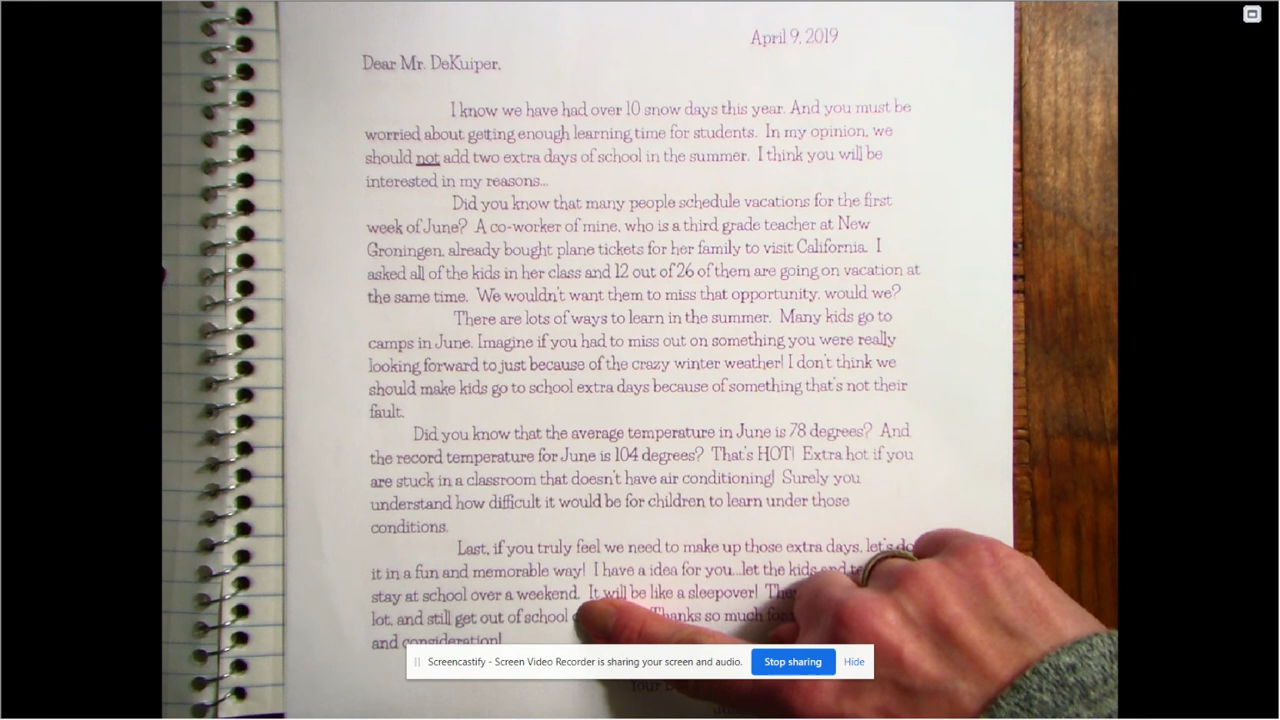 April 9, 2019
Dear Mr. DeKuiper,
I know we have had over 10 snow days this year. And you must be
worried about getting enough learning time for students. In my opinion, we
should not add two extra days of school in the summer. I think you will be
interested in my reasons...
Did you know that many people schedule vacations for the first
week of June? A co-worker of mine, who is a third grade teacher at New
Groningen, already bought plane tickets for her family to visit California. I
asked all of the kids in her class and 12 out of 26 of them are going on vacation at
the same time. We wouldn't want them to miss that opportunity, would we?
There are lots of ways to learn in the summer. Many kids go to
camps in June. Imagine if you had to miss out on something you were really
looking forward to just because of the crazy winter weather! I don't think we
should make kids go to school extra days because of something that's not their
fault.
Did you know that the average temperature in June is 78 degrees? And
the record temperature for June is 104 degrees? That's HOT! Extra hot if you
are stuck in a classroom that doesn't have air conditioning! Surely you
understand how difficult it would be for children to learn under those
conditions.
Last, if you truly feel we need to make up those extra days, let's do
it in a fun and memorable way! I have a idea for you...let the kids and
stay at school over a weekend. It will be like a sleepover!
lot, and still get out of school Thanks so much for
and consideration!
Screencastify - Screen Video Recorder is sharing your screen and audio. Stop sharing Hide